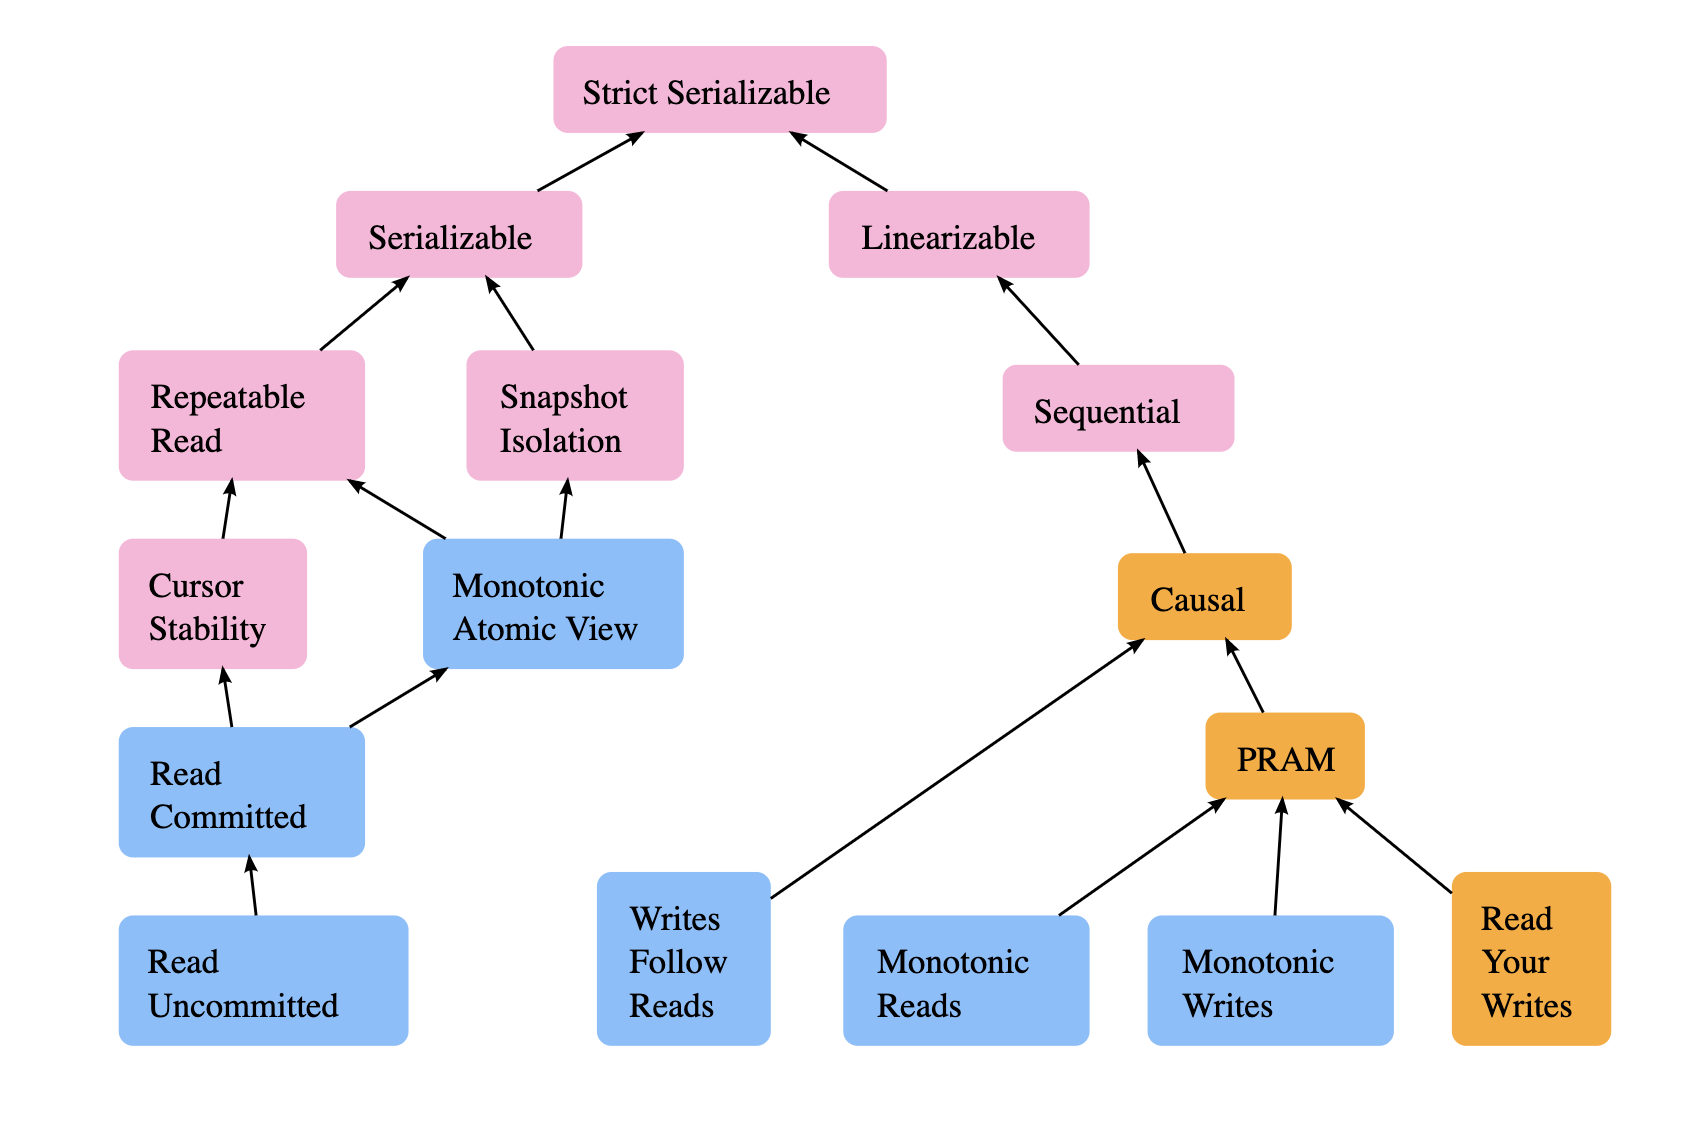 Strict Serializable
Serializable
Linearizable
Repeatable
Read
Snapshot
Isolation
Sequential
Cursor
Stability
Monotonic
Atomic View
Causal
Read
Committed
PRAM
Read
Uncommitted
Writes
Follow
Reads
Monotonic
Reads
Monotonic
Writes
Read
Your
Writes